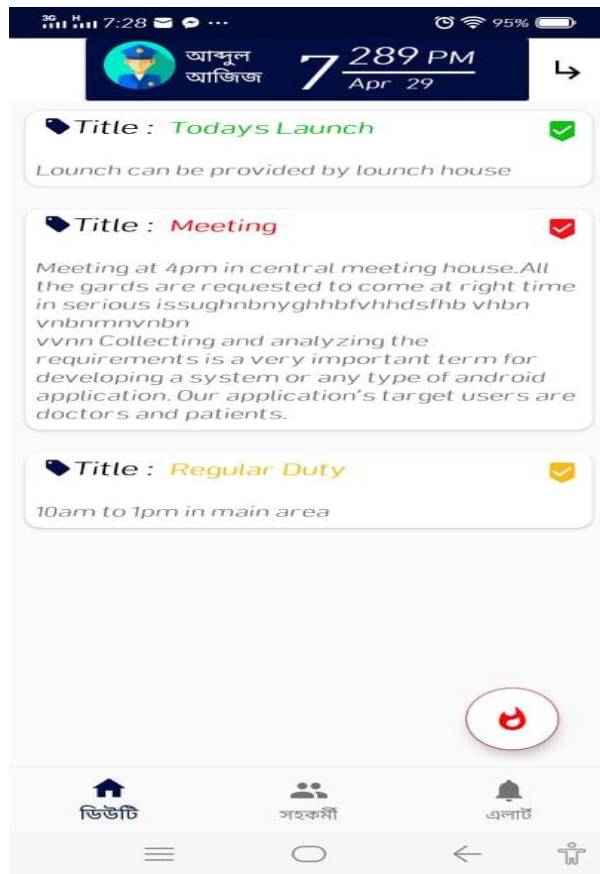 3G H 7:28 ... 95%
আব্দুল
আজিজ
7 289 PM
Apr 29
Title : Todays Launch
Lounch can be provided by lounch house
Title : Meeting
Meeting at 4pm in central meeting house.All
the gards are requested to come at right time
in serious issughnbnyghhbfvhhdsfhb vhbn
vnbnmnvnbn
vvnn Collecting and analyzing the
requirements is a very important term for
developing a system or any type of android
application. Our application's target users are
doctors and patients.
Title : Regular Duty
10am to 1pm in main area
ডিউটি
সহকর্মী
এলার্ট